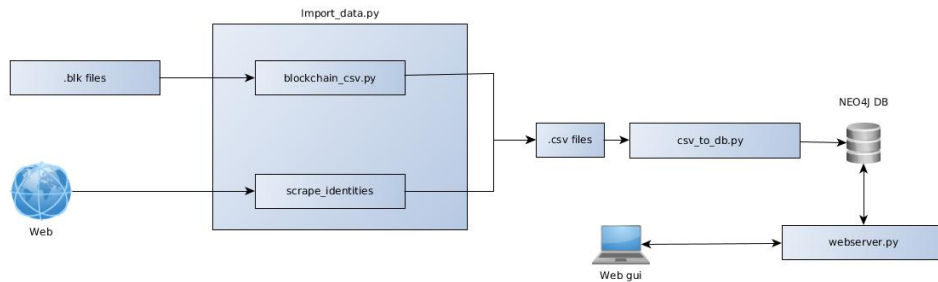 Import_data.py
.blk files
blockchain_csv.py
NEO4J DB
.csv files
csv_to_db.py
scrape_identities
Web
webserver.py
Web gui